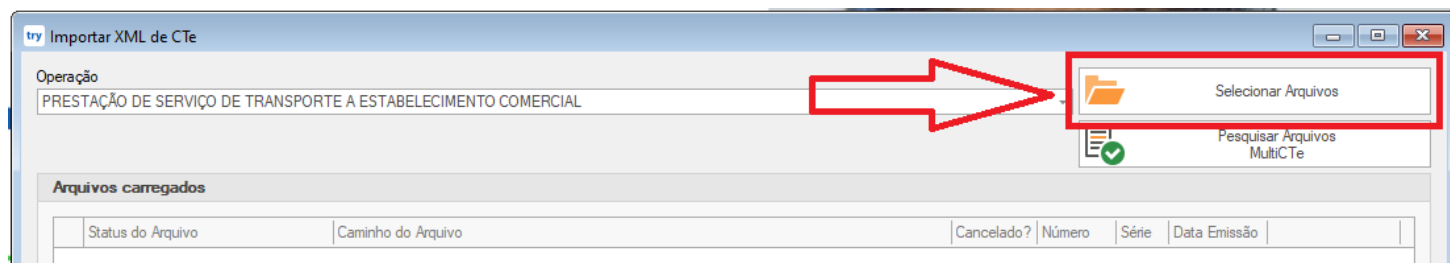 try Importar XML de CTe
Operação
PRESTAÇÃO DE SERVIÇO DE TRANSPORTE A ESTABELECIMENTO COMERCIAL
Selecionar Arquivos
Pesquisar Arquivos
MultiCTe
Arquivos carregados
Status do Arquivo Caminho do Arquivo Cancelado? Número Série Data Emissão